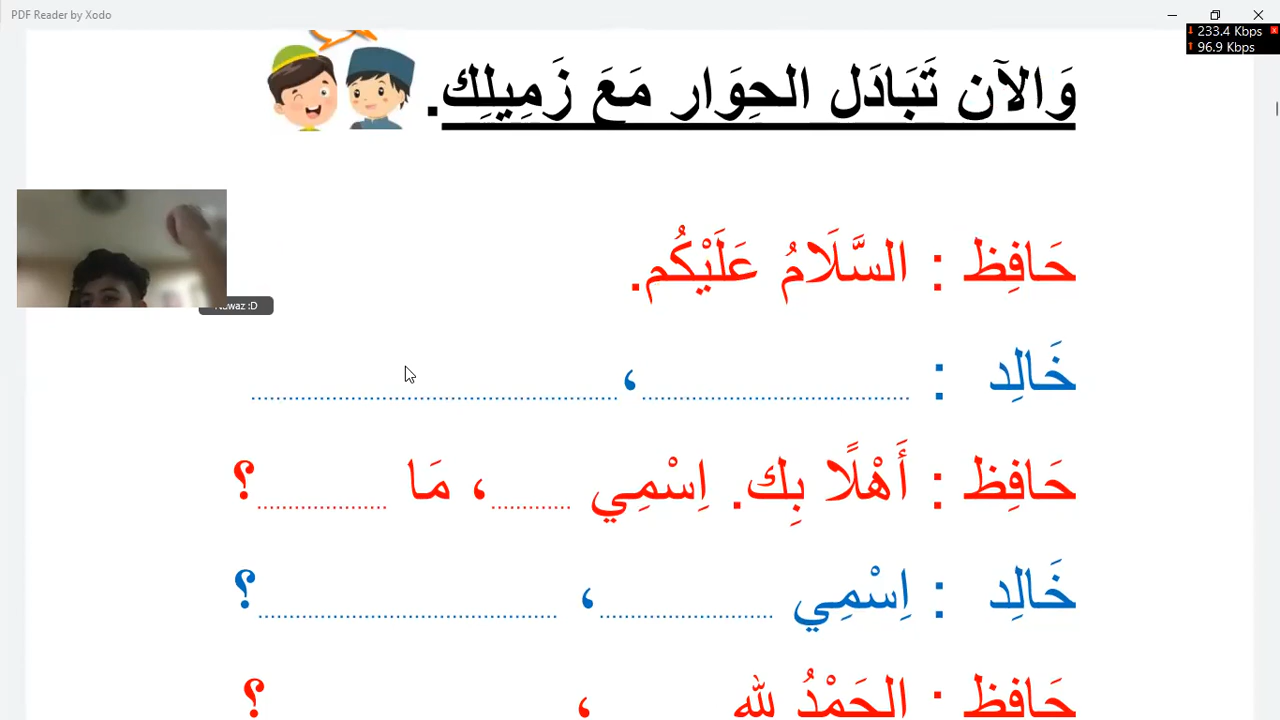 PDF Reader by Xodo
233.4 Kbps
96.9 Kbps
وَالآن تَبَادَل الحِوَار مَعَ زَمِيلِك.
حَافِظ : السَّلَامُ عَلَيْكُم.
Nawaz :D
خَالِد : ..............................، ..............................
حَافِظ : أَهْلًا بِك. اِسْمِي ..........، مَا ..........؟
خَالِد : اِسْمِي ....................، ..............................؟
حَافِظ : الحَمْدُ لله ، ؟